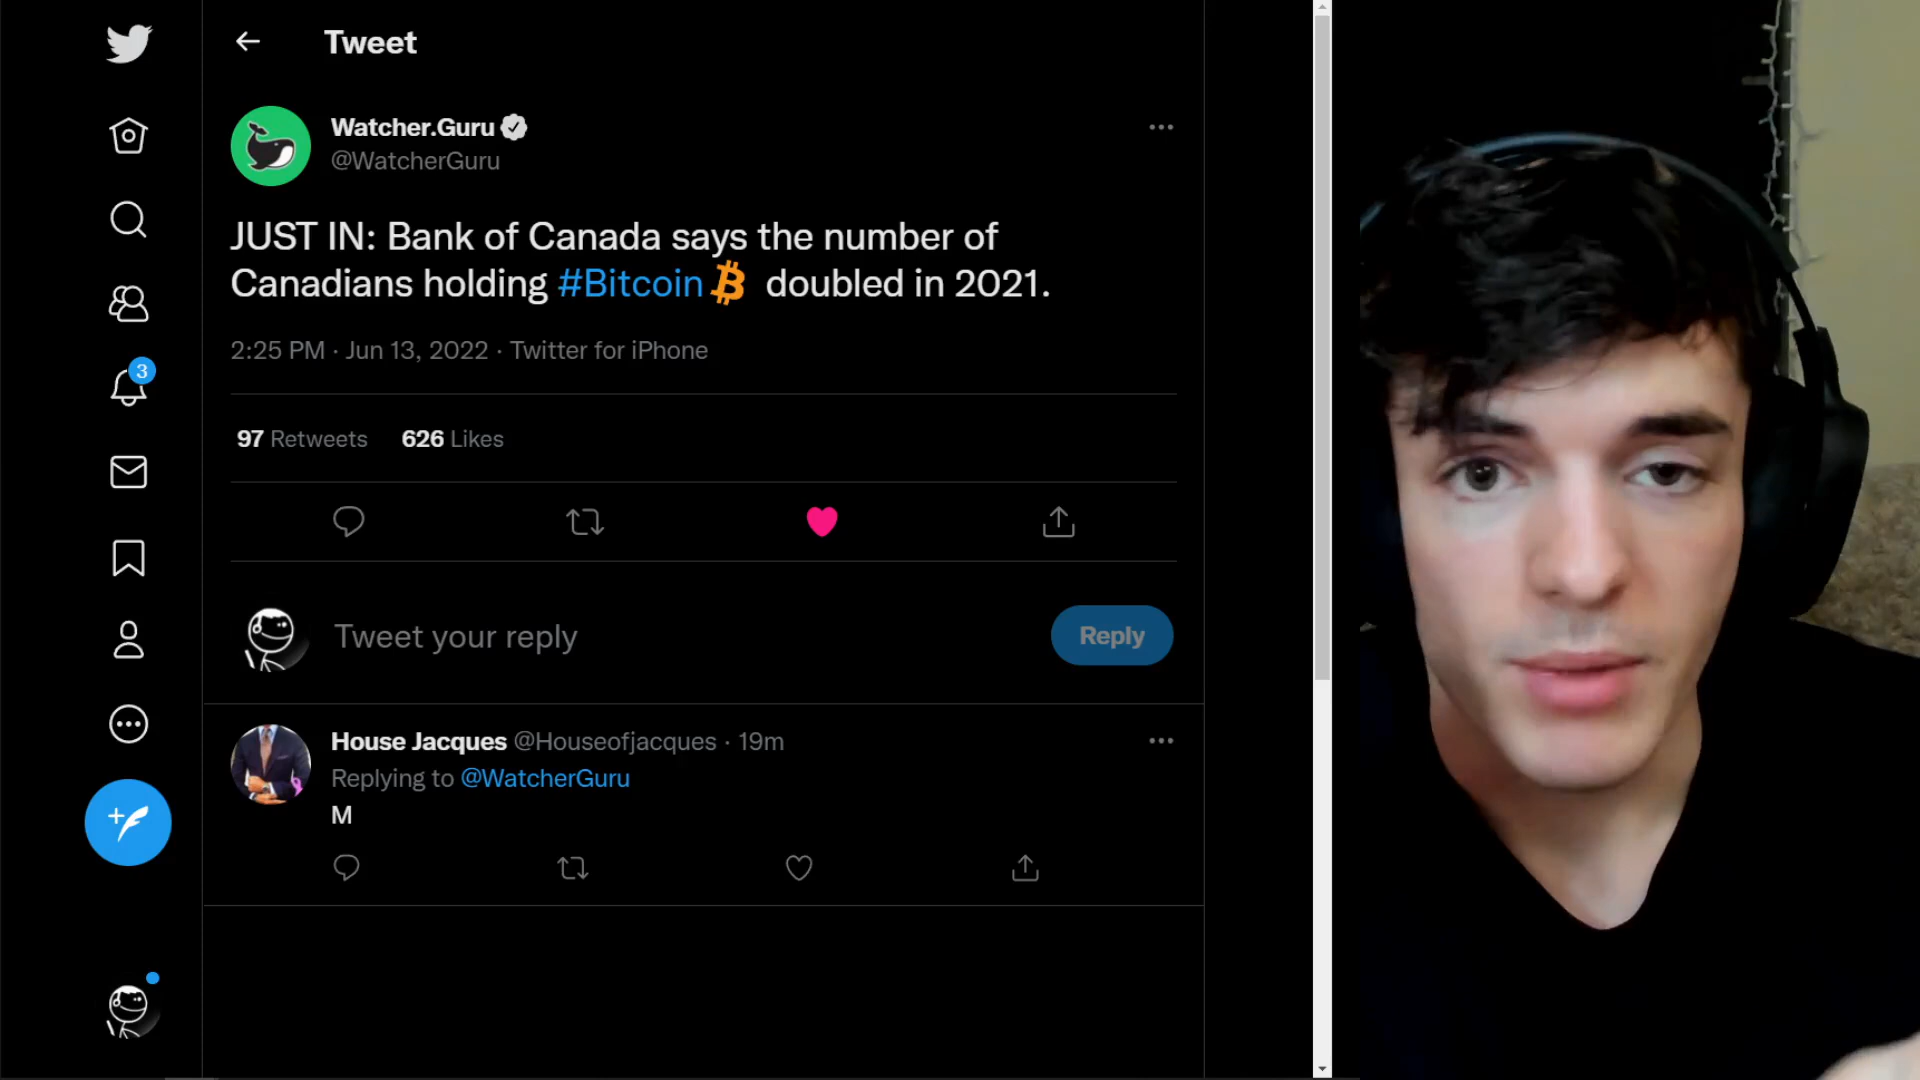 Tweet
Watcher.Guru
@WatcherGuru
JUST IN: Bank of Canada says the number of
Canadians holding #Bitcoin doubled in 2021.
2:25 PM · Jun 13, 2022 · Twitter for iPhone
97 Retweets 626 Likes
3
Tweet your reply
Reply
House Jacques @Houseofjacques · 19m
Replying to @WatcherGuru
M